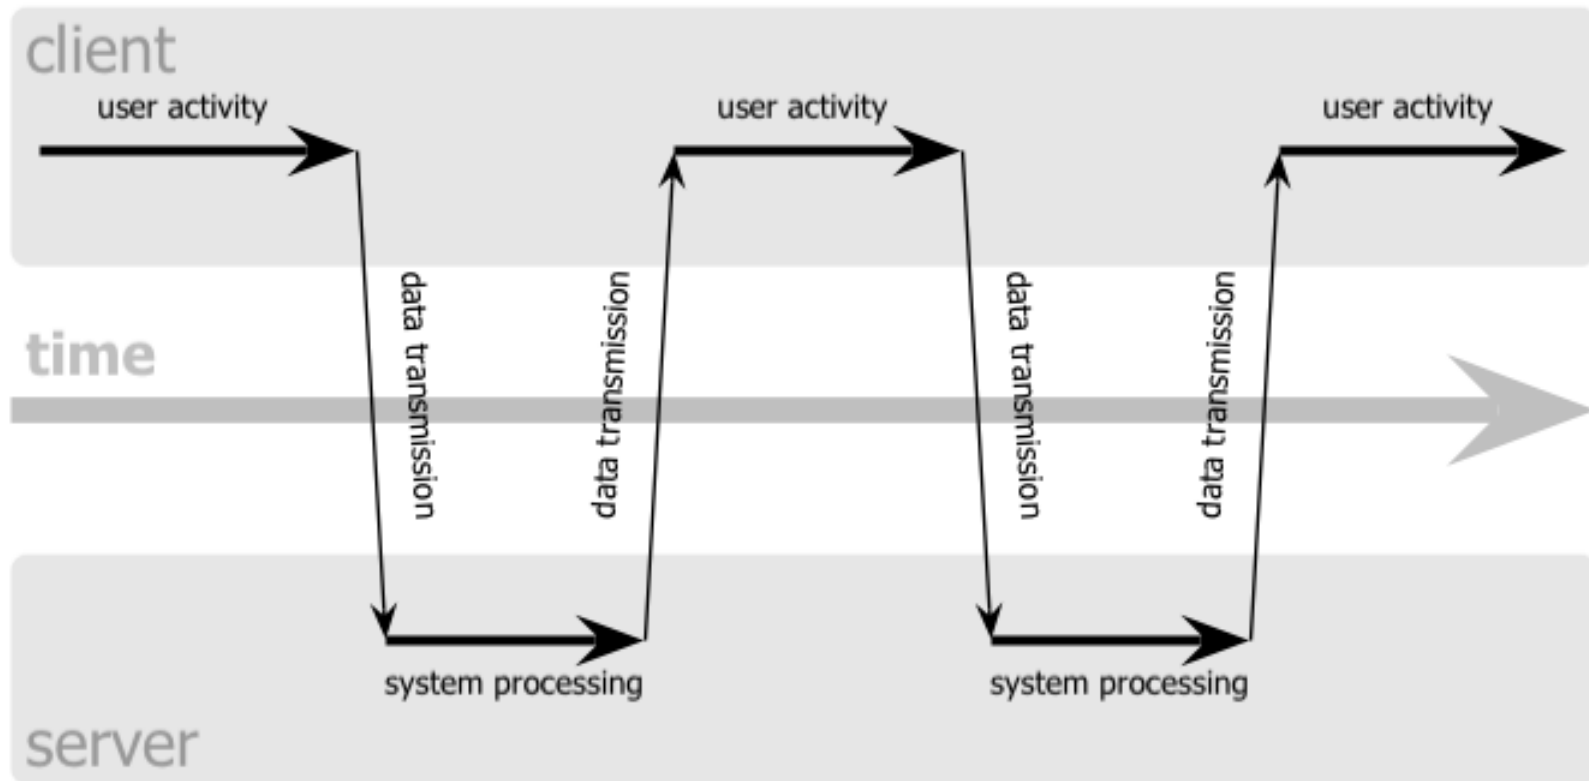 client
user activity
user activity
user activity
data transmission
data transmission
data transmission
data transmission
time
system processing
system processing
server